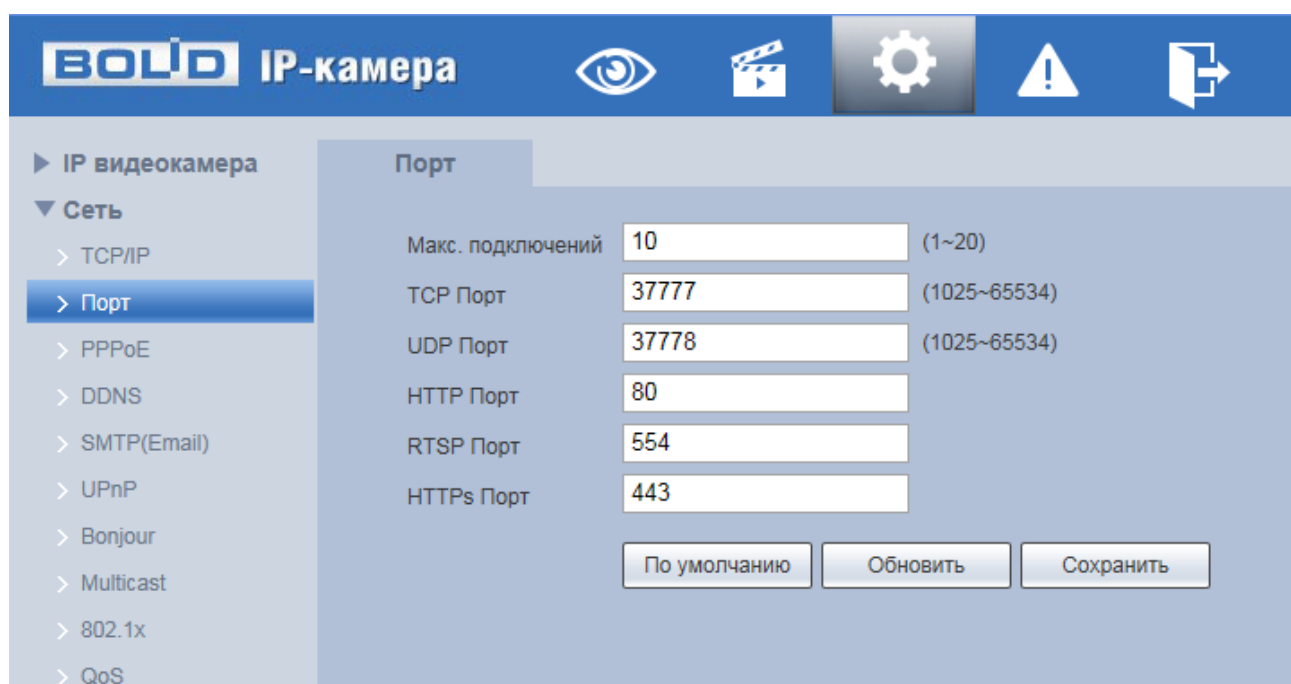 BOLID IP-камера
IP видеокамера
Сеть
TCP/IP
Порт
PPPoE
DDNS
SMTP(Email)
UPnP
Bonjour
Multicast
802.1x
QoS
Порт
Макс. подключений 10 (1~20)
TCP Порт 37777 (1025~65534)
UDP Порт 37778 (1025~65534)
HTTP Порт 80
RTSP Порт 554
HTTPs Порт 443
По умолчанию Обновить Сохранить